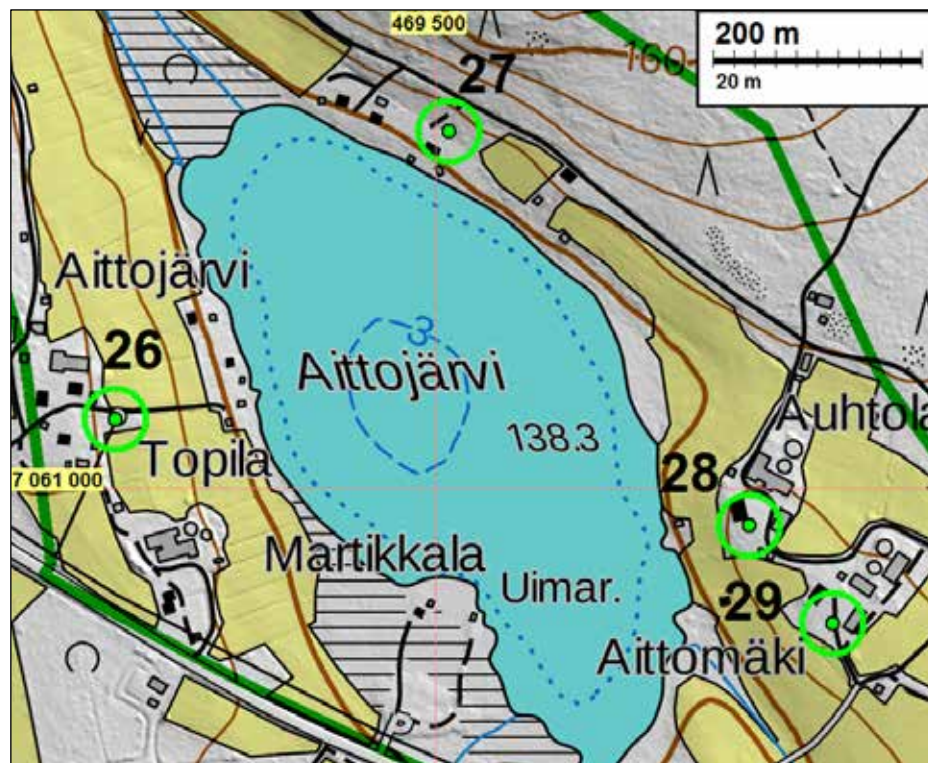 469 500
200 m
20 m
160
27
Aittojärvi
3
26
Aittojärvi
138.3
Auhtola
Topila
28
7 061 000
Martikkala
Uimar.
29
Aittomäki